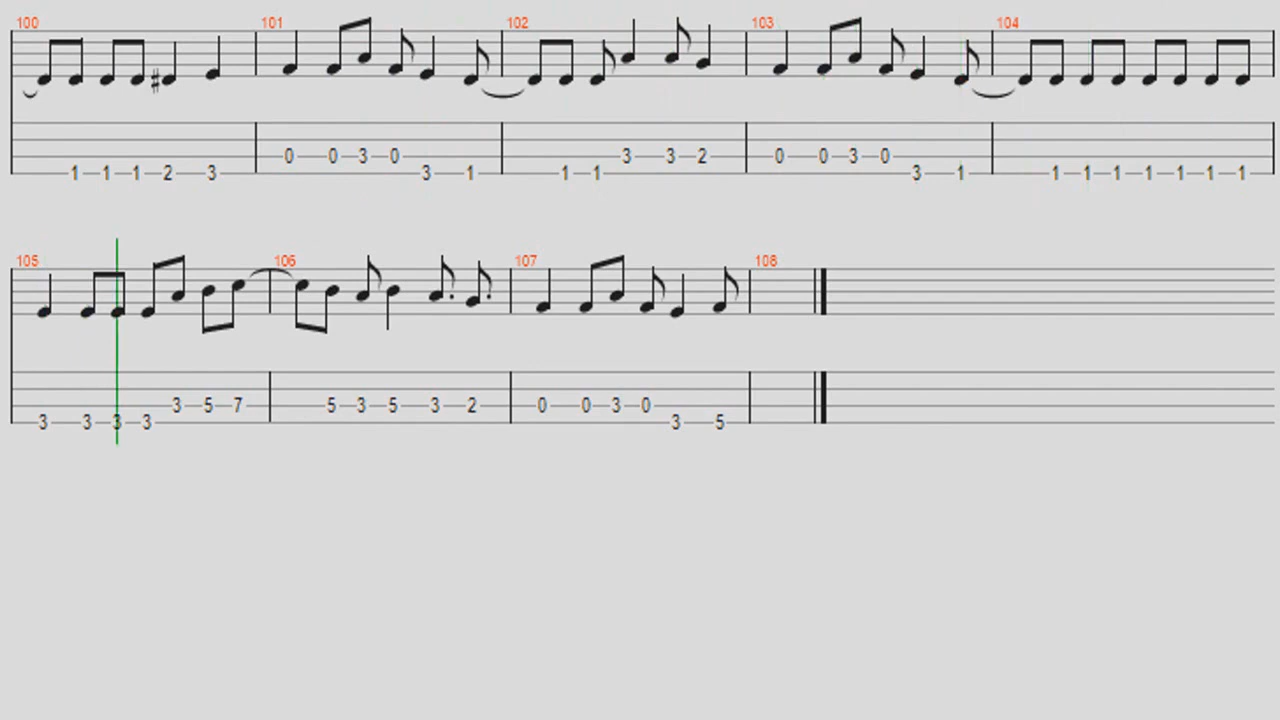 100 101 102 103 104
0 0 3 0 3 3 2 0 0 3 0
1 1 1 2 3 3 1 1 1 3 1 1 1 1 1 1 1 1
105 106 107 108
3 5 7 5 3 5 3 2 0 0 3 0
3 3 3 3 3 5